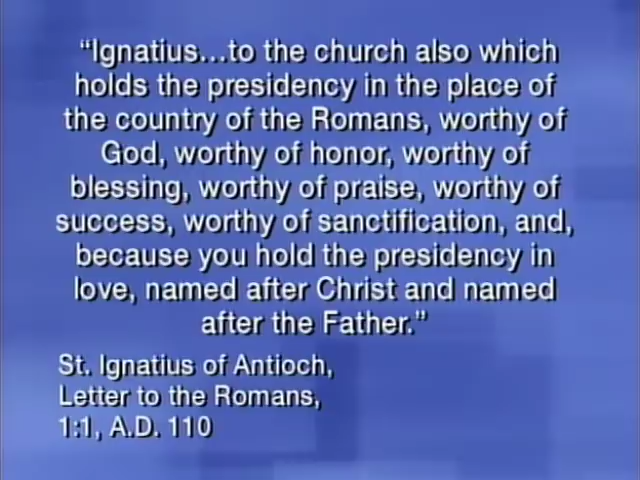 “Ignatius...to the church also which
holds the presidency in the place of
the country of the Romans, worthy of
God, worthy of honor, worthy of
blessing, worthy of praise, worthy of
success, worthy of sanctification, and,
because you hold the presidency in
love, named after Christ and named
after the Father.”
St. Ignatius of Antioch,
Letter to the Romans,
1:1, A.D. 110